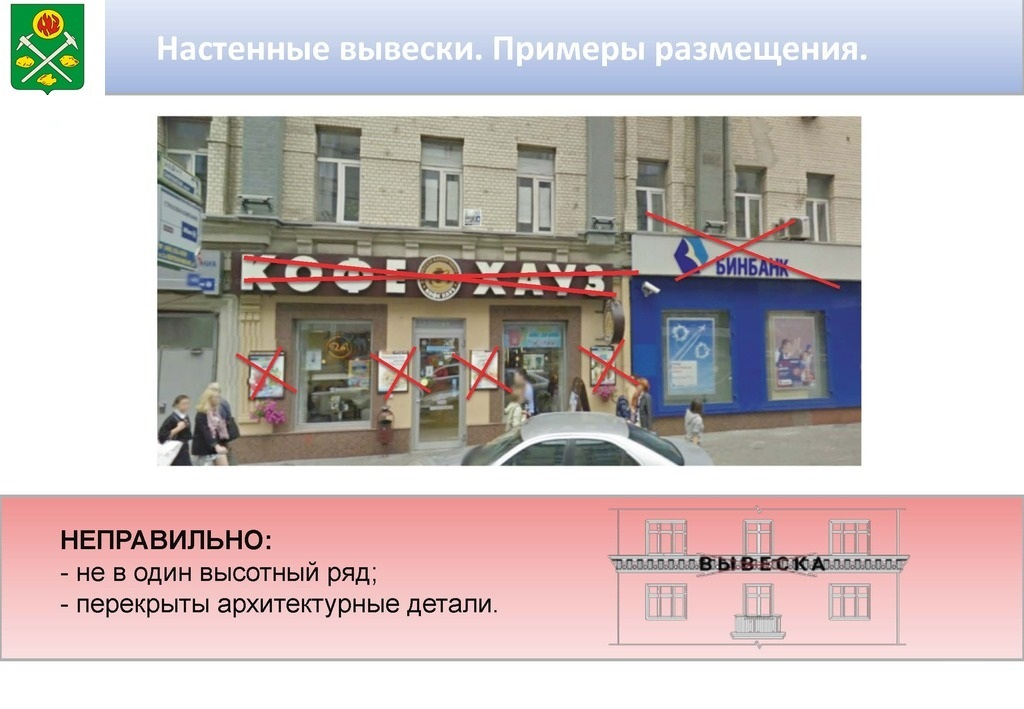 Настенные вывески. Примеры размещения.
КОФЕ ХАУЗ
БИНБАНК
НЕПРАВИЛЬНО:
- не в один высотный ряд;
- перекрыты архитектурные детали.
ВЫВЕСКА